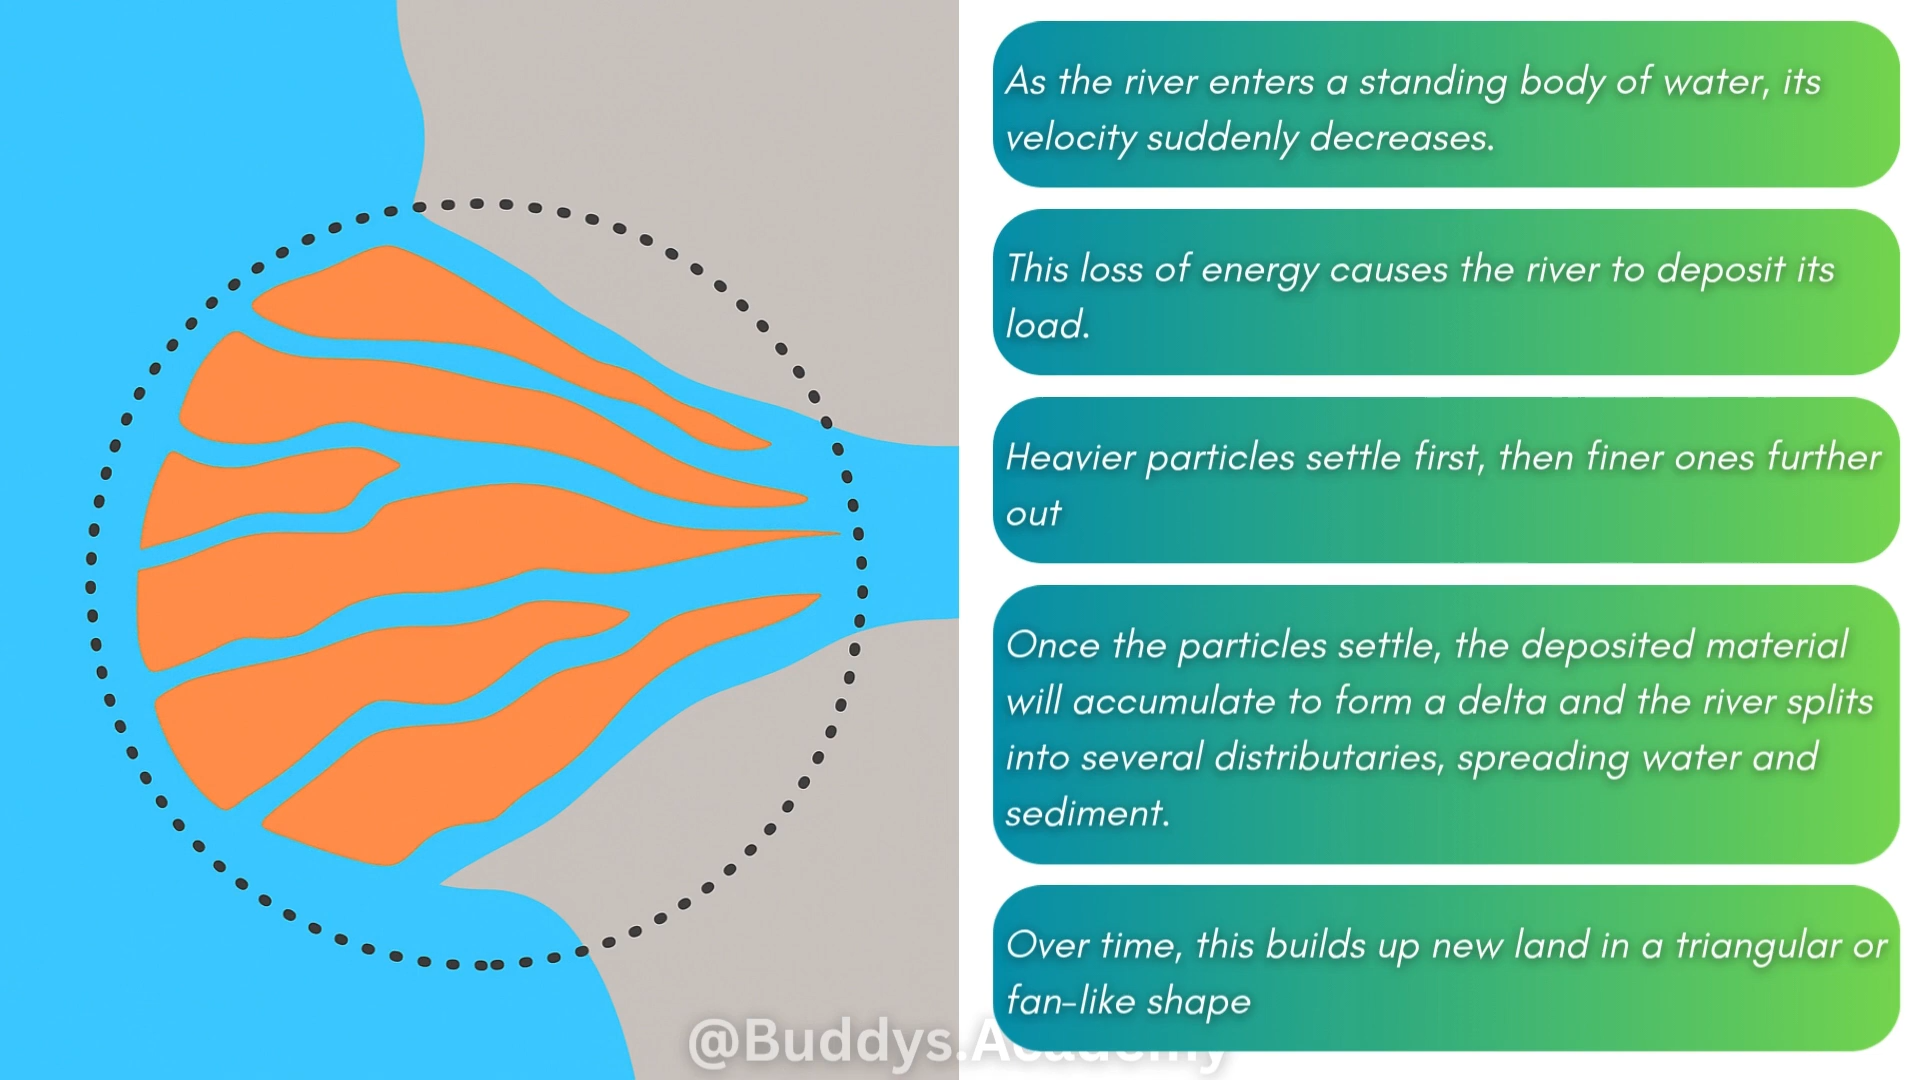 As the river enters a standing body of water, its
velocity suddenly decreases.
This loss of energy causes the river to deposit its
load.
Heavier particles settle first, then finer ones further
out
Once the particles settle, the deposited material
will accumulate to form a delta and the river splits
into several distributaries, spreading water and
sediment.
Over time, this builds up new land in a triangular or
fan-like shape
@Buddys.Academy